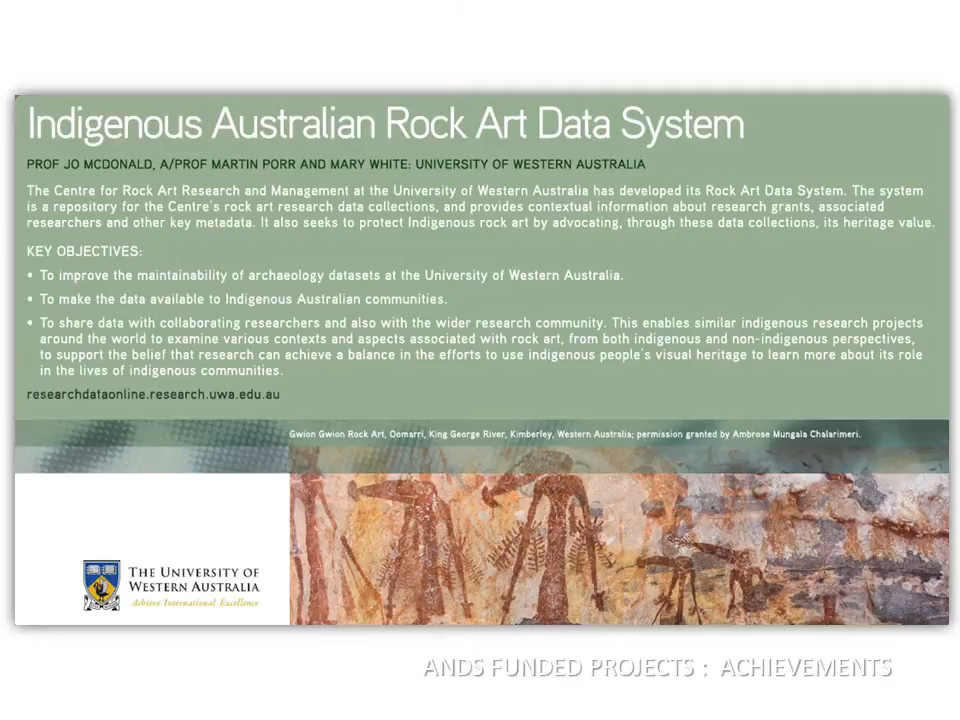 Indigenous Australian Rock Art Data System
PROF JO MCDONALD, A/PROF MARTIN PORR AND MARY WHITE: UNIVERSITY OF WESTERN AUSTRALIA
The Centre for Rock Art Research and Management at the University of Western Australia has developed its Rock Art Data System. The system
is a repository for the Centre's rock art research data collections, and provides contextual information about research grants, associated
researchers and other key metadata. It also seeks to protect Indigenous rock art by advocating, through these data collections, its heritage value.
KEY OBJECTIVES:
• To improve the maintainability of archaeology datasets at the University of Western Australia.
• To make the data available to Indigenous Australian communities.
• To share data with collaborating researchers and also with the wider research community. This enables similar indigenous research projects
around the world to examine various contexts and aspects associated with rock art, from both indigenous and non-indigenous perspectives,
to support the belief that research can achieve a balance in the efforts to use indigenous people's visual heritage to learn more about its role
in the lives of indigenous communities.
researchdataonline.research.uwa.edu.au
Gwion Gwion Rock Art, Oomarri, King George River, Kimberley, Western Australia; permission granted by Ambrose Mungala Chalarimeri.
THE UNIVERSITY OF
WESTERN AUSTRALIA
Achieve International Excellence
ANDS FUNDED PROJECTS : ACHIEVEMENTS